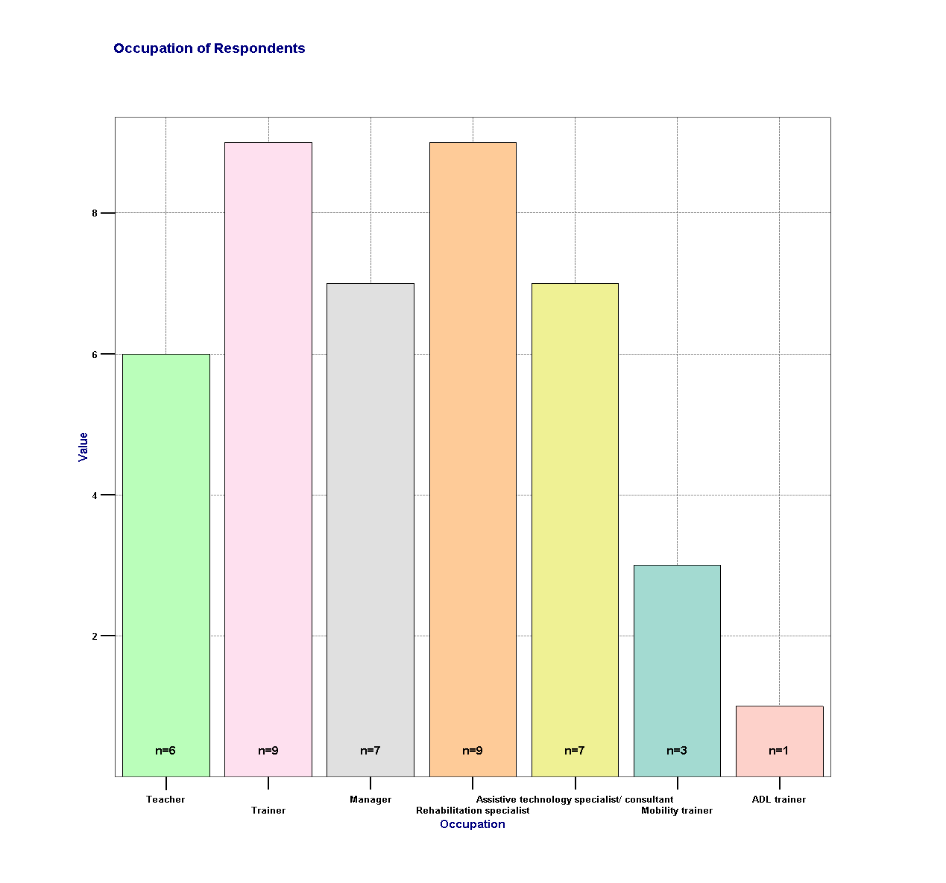 Occupation of Respondents
8
6
4
2
Value
n=6
n=9
n=7
n=9
n=7
n=3
n=1
Teacher
Trainer
Manager
Rehabilitation specialist
Assistive technology specialist/ consultant
Mobility trainer
ADL trainer
Occupation